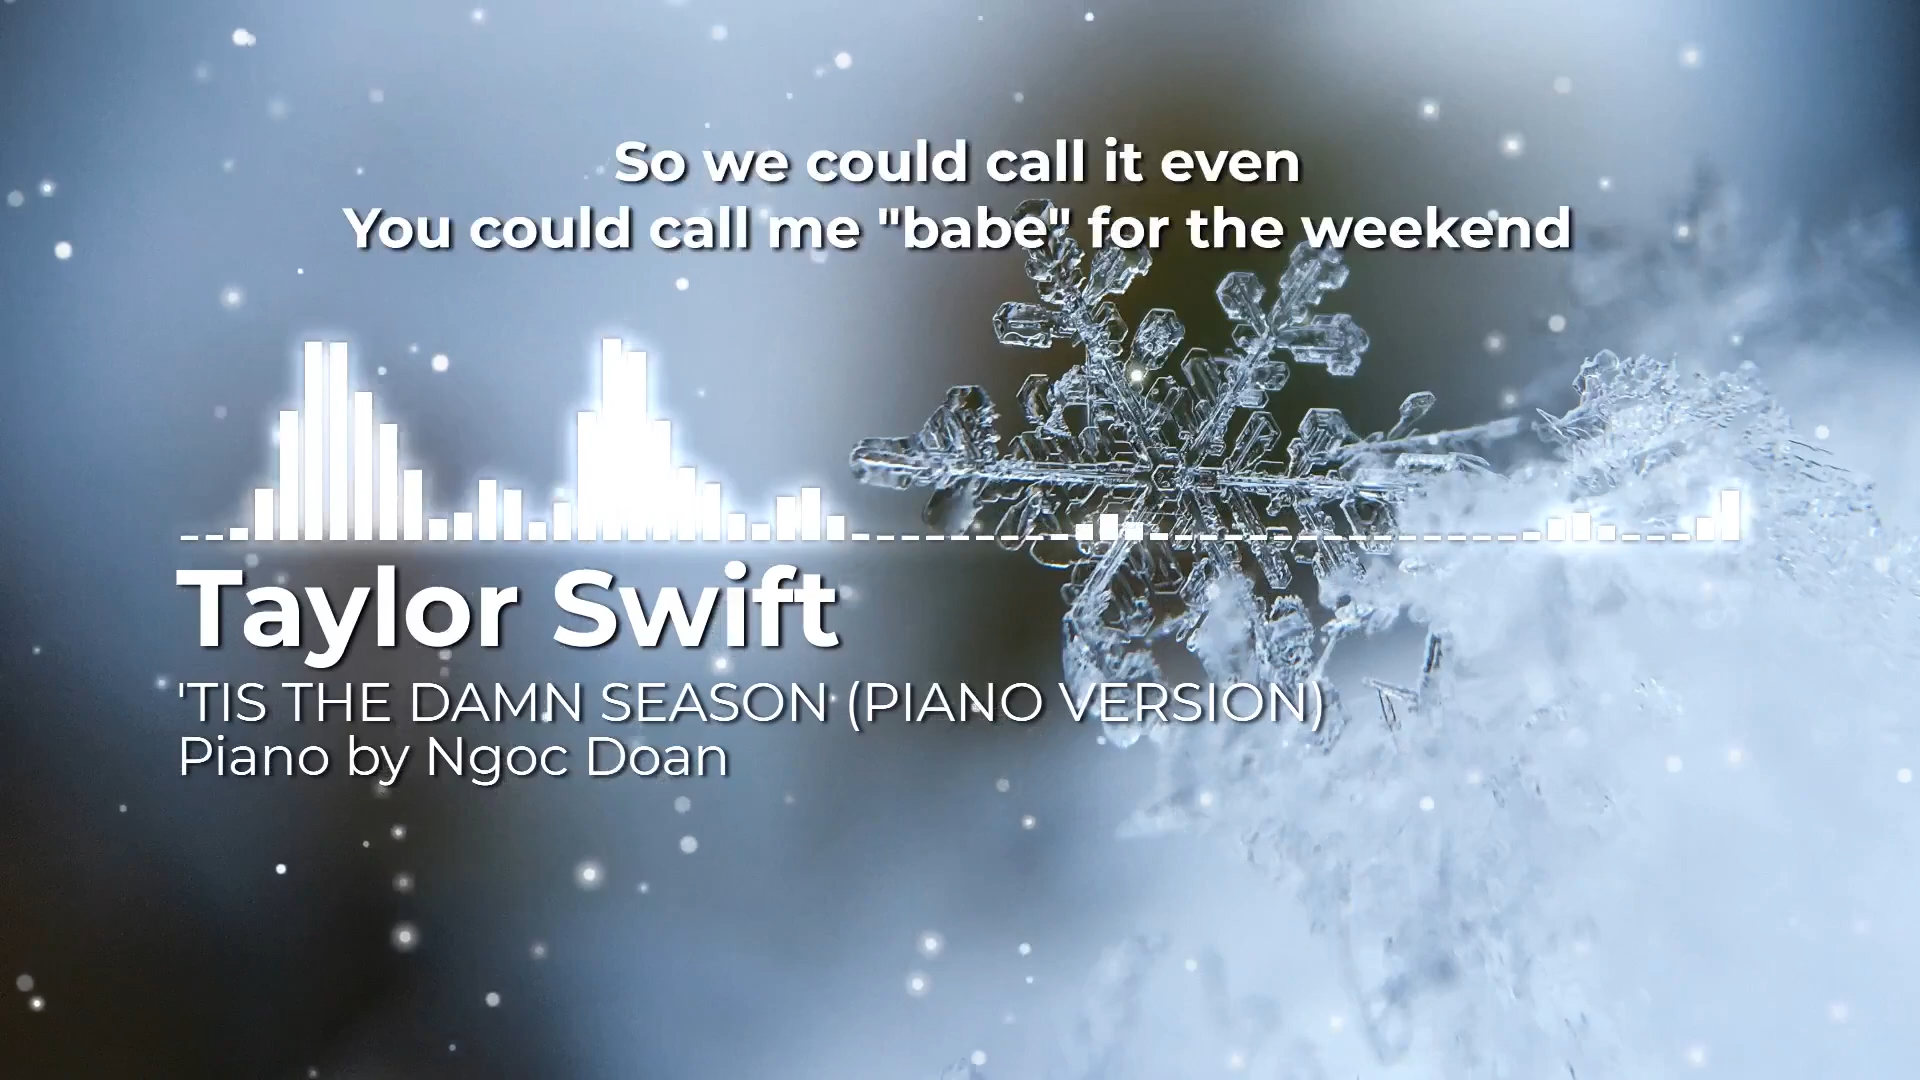 So we could call it even
You could call me "babe" for the weekend
Taylor Swift
'TIS THE DAMN SEASON (PIANO VERSION)
Piano by Ngoc Doan